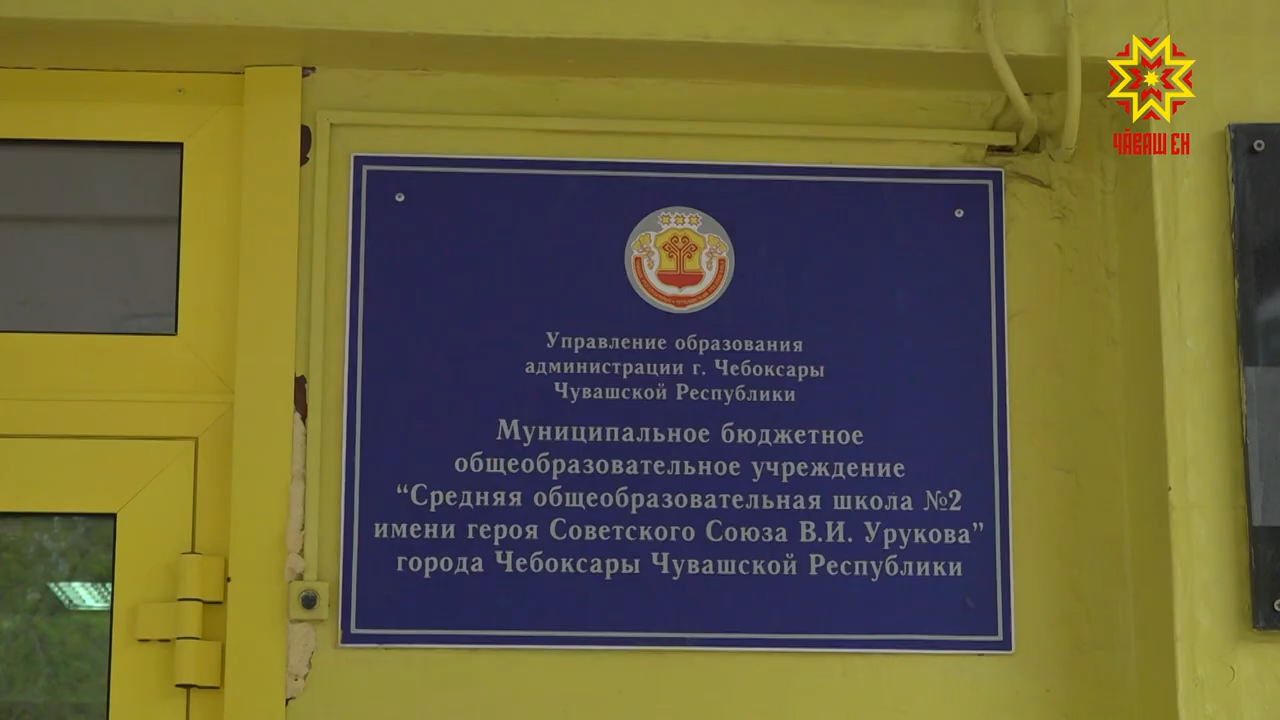 ЧӐВАШ ЕН
Управление образования
администрации г. Чебоксары
Чувашской Республики
Муниципальное бюджетное
общеобразовательное учреждение
“Средняя общеобразовательная школа №2
имени героя Советского Союза В.И. Урукова”
города Чебоксары Чувашской Республики